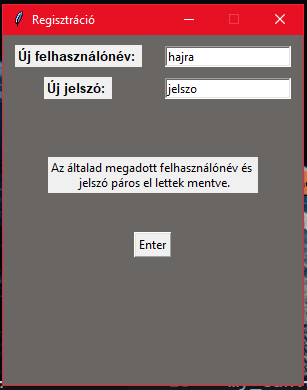 Regisztráció
Új felhasználónév:
hajra
Új jelszó:
jelszo
Az általad megadott felhasználónév és
jelszó páros el lettek mentve.
Enter